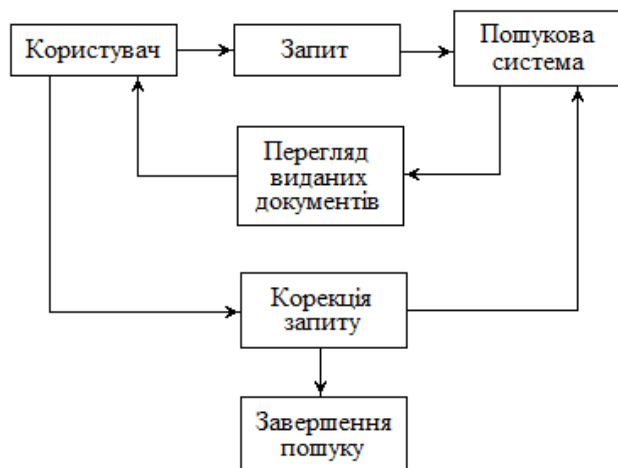 Користувач
Запит
Пошукова
система
Перегляд
виданих
документів
Корекція
запиту
Завершення
пошуку